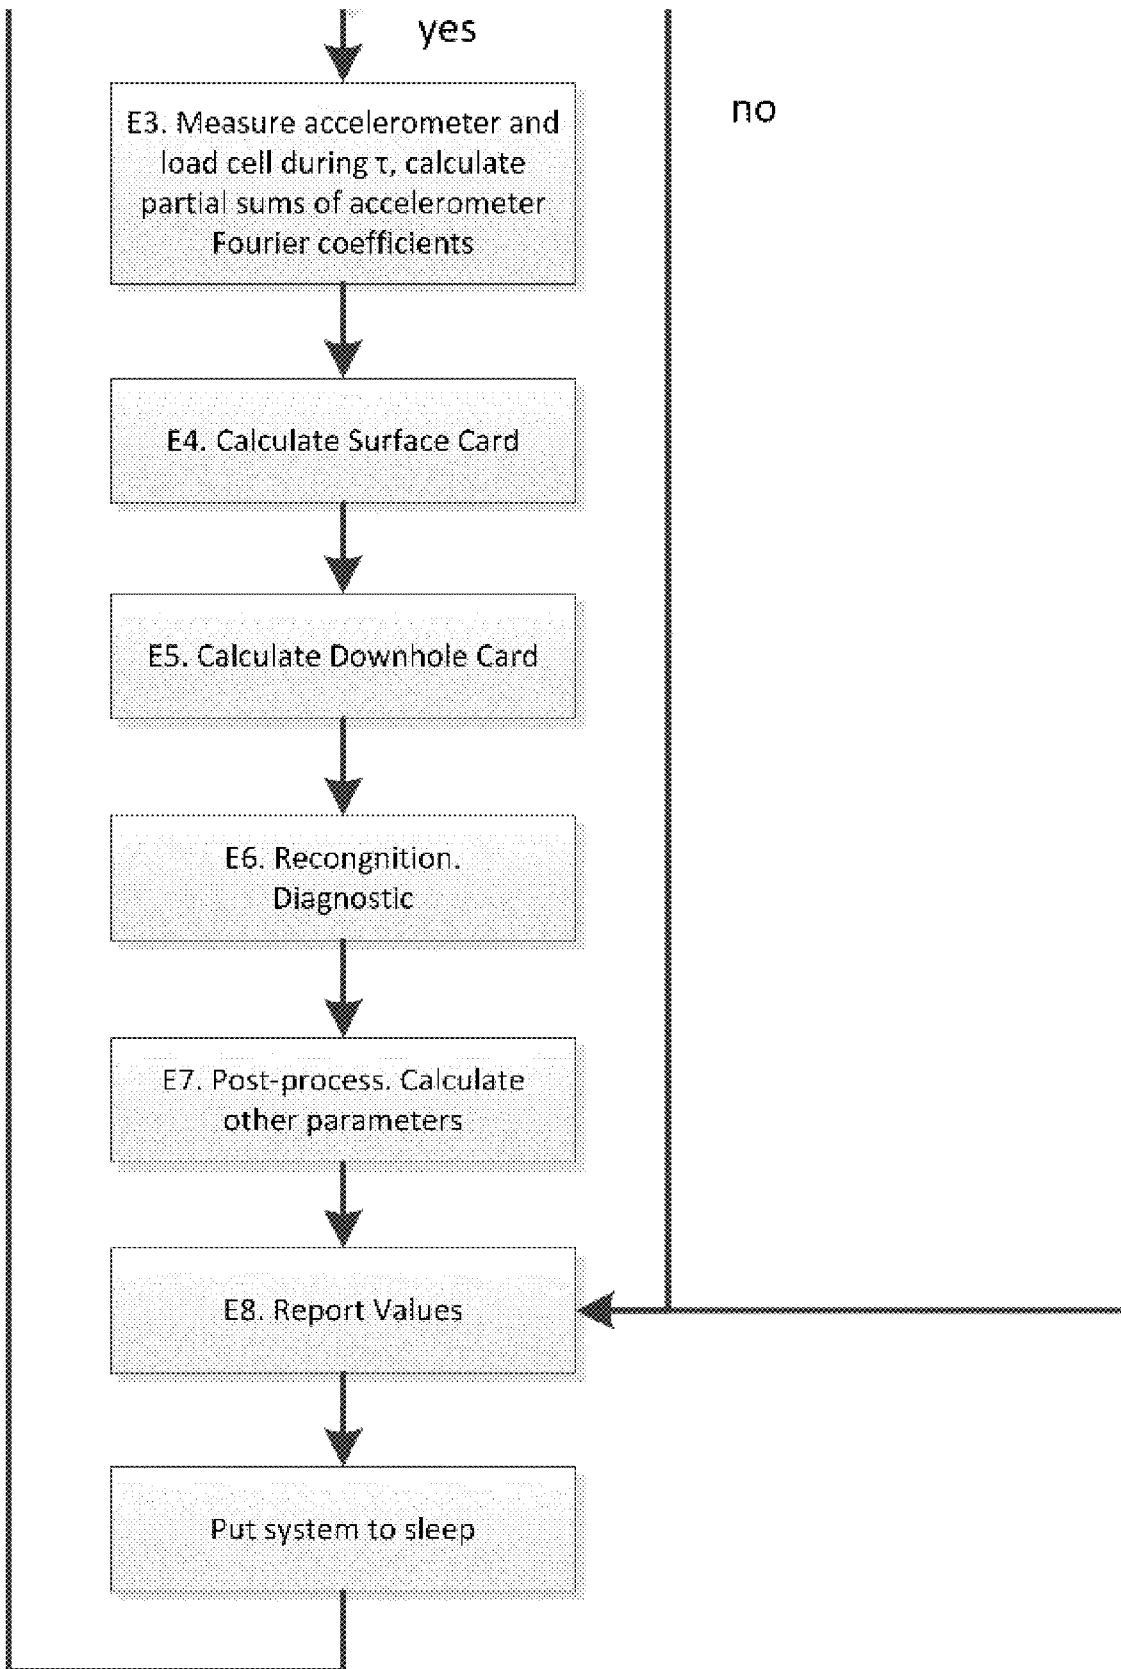 yes
no
E3. Measure accelerometer and
load cell during τ, calculate
partial sums of accelerometer
Fourier coefficients
E4. Calculate Surface Card
E5. Calculate Downhole Card
E6. Recongnition.
Diagnostic
E7. Post-process. Calculate
other parameters
E8. Report Values
Put system to sleep